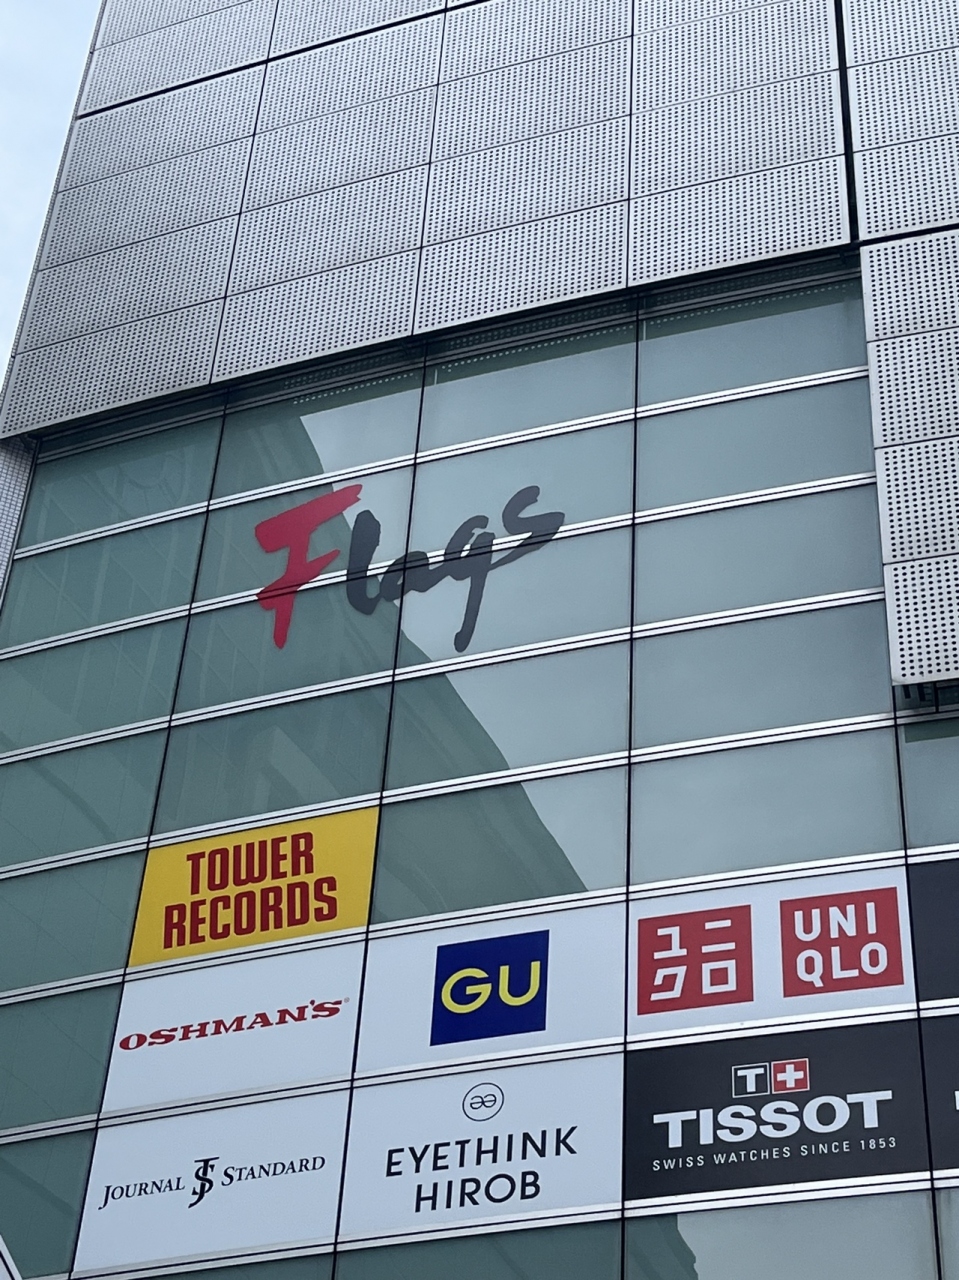 Flags
TOWER
RECORDS
OSHMAN'S
GU
ユニ
クロ
UNI
QLO
JOURNAL JS STANDARD
EYETHINK
HIROB
T+
TISSOT
SWISS WATCHES SINCE 1853